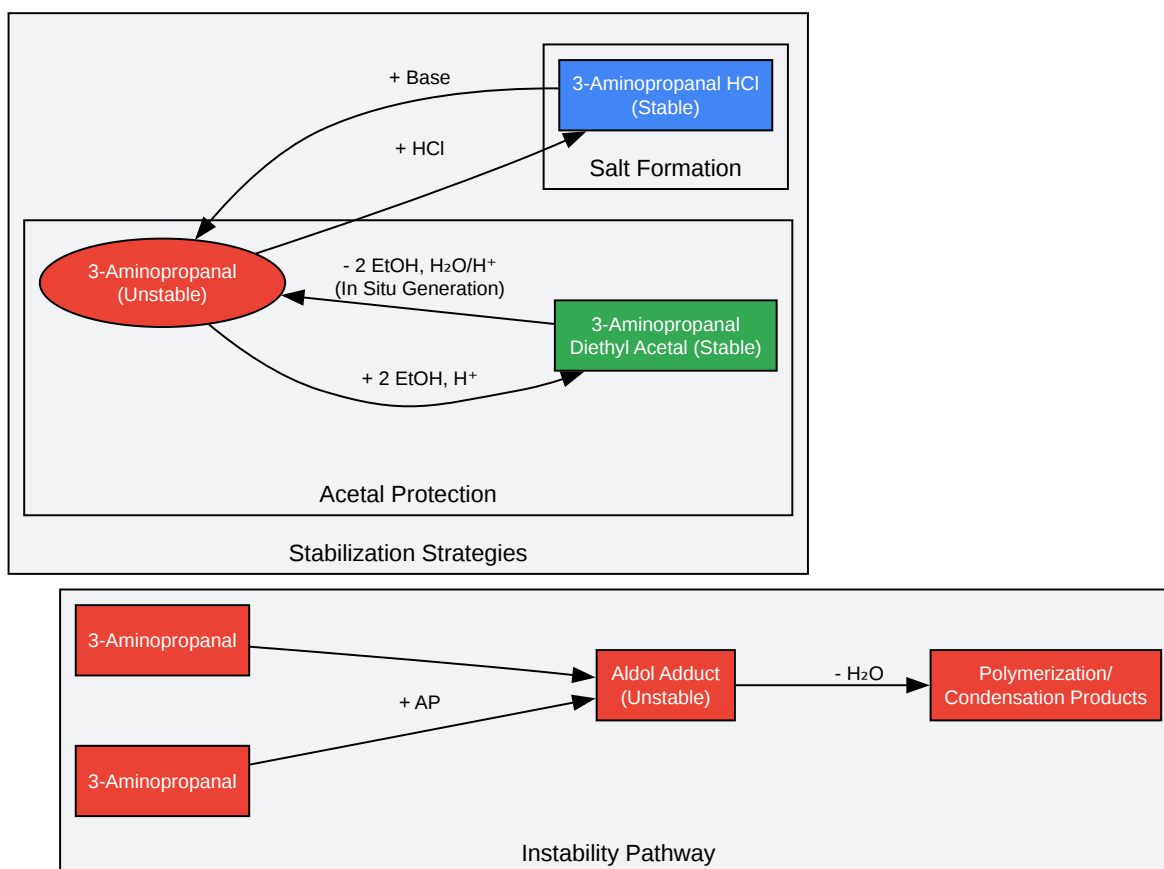 + Base
3-Aminopropanal HCl
(Stable)
+ HCl
Salt Formation
3-Aminopropanal
(Unstable)
- 2 EtOH, H₂O/H⁺
(In Situ Generation)
3-Aminopropanal
Diethyl Acetal (Stable)
+ 2 EtOH, H⁺
Acetal Protection
Stabilization Strategies
3-Aminopropanal
+ AP
3-Aminopropanal
Aldol Adduct
(Unstable)
- H₂O
Polymerization/
Condensation Products
Instability Pathway